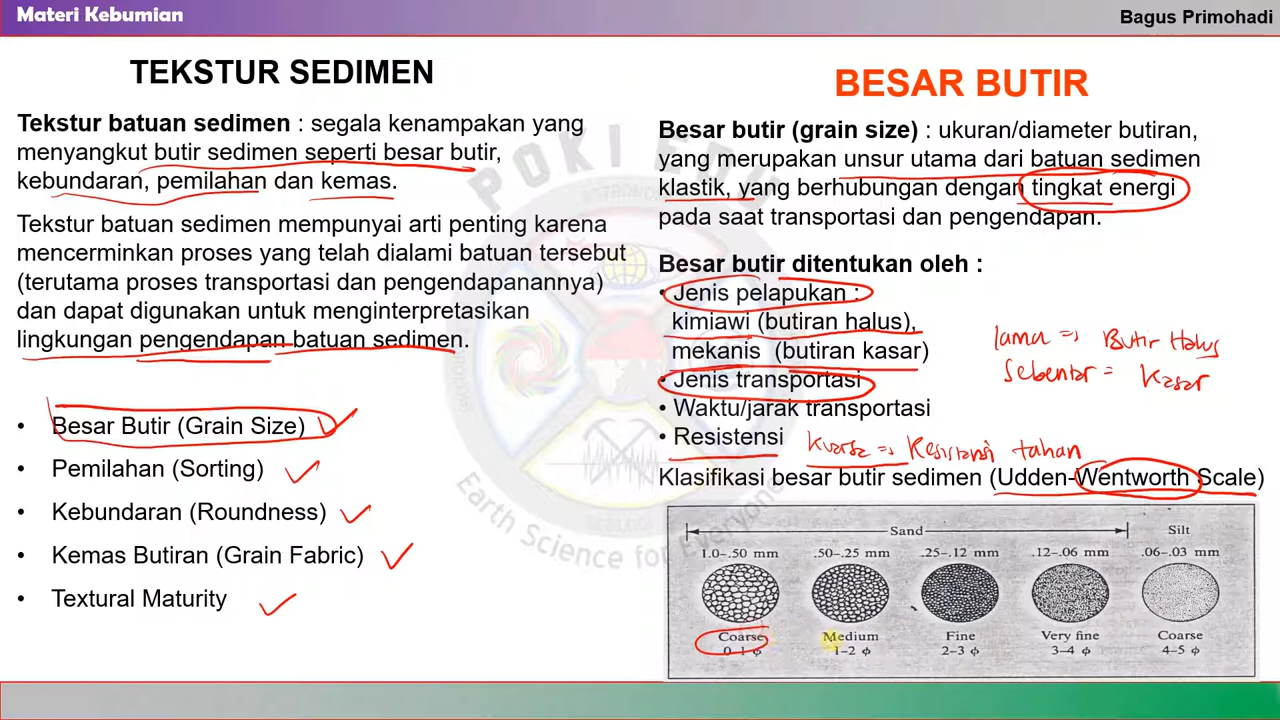 Materi Kebumian
Bagus Primohadi
TEKSTUR SEDIMEN
Tekstur batuan sedimen : segala kenampakan yang
menyangkut butir sedimen seperti besar butir,
kebundaran, pemilahan dan kemas.
Tekstur batuan sedimen mempunyai arti penting karena
mencerminkan proses yang telah dialami batuan tersebut
(terutama proses transportasi dan pengendapanannya)
dan dapat digunakan untuk menginterpretasikan
lingkungan pengendapan batuan sedimen.
• Besar Butir (Grain Size)
• Pemilahan (Sorting)
• Kebundaran (Roundness)
• Kemas Butiran (Grain Fabric)
• Textural Maturity
BESAR BUTIR
Besar butir (grain size) : ukuran/diameter butiran,
yang merupakan unsur utama dari batuan sedimen
klastik, yang berhubungan dengan tingkat energi
pada saat transportasi dan pengendapan.
Besar butir ditentukan oleh :
• Jenis pelapukan :
kimiawi (butiran halus),
mekanis (butiran kasar)
• Jenis transportasi
• Waktu/jarak transportasi
• Resistensi
lama => Butir Halus
Sebentar = Kasar
Kuarsa => Resistensi tahan
Klasifikasi besar butir sedimen (Udden-Wentworth Scale)
Sand Silt
1.0–.50 mm .50–.25 mm .25–.12 mm .12–.06 mm .06–.03 mm
Coarse Medium Fine Very fine Coarse
0–1 ϕ 1–2 ϕ 2–3 ϕ 3–4 ϕ 4–5 ϕ
POKI EDU
Earth Science for Everyone